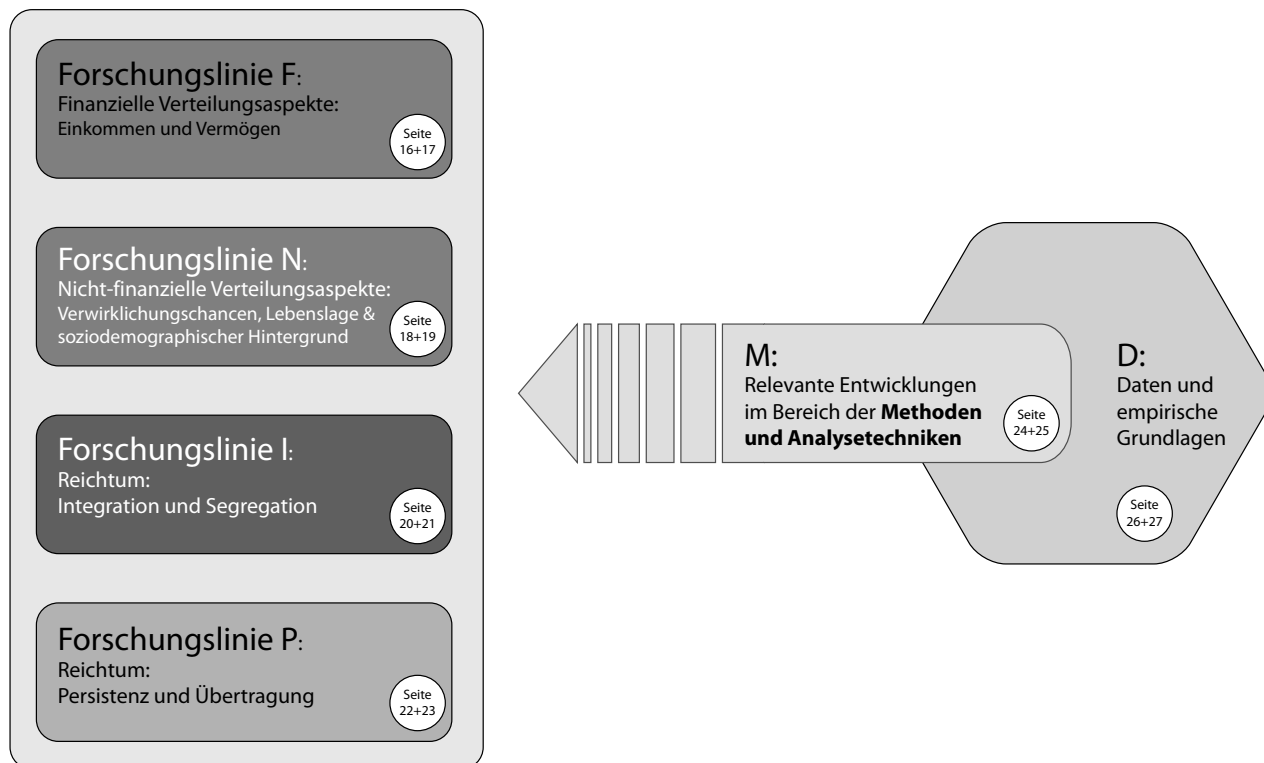 Forschungslinie F:
Finanzielle Verteilungsaspekte:
Einkommen und Vermögen
Seite
16+17
Forschungslinie N:
Nicht-finanzielle Verteilungsaspekte:
Verwirklichungschancen, Lebenslage &
soziodemographischer Hintergrund
Seite
18+19
Forschungslinie I:
Reichtum:
Integration und Segregation
Seite
20+21
Forschungslinie P:
Reichtum:
Persistenz und Übertragung
Seite
22+23
M:
Relevante Entwicklungen
im Bereich der Methoden
und Analysetechniken
Seite
24+25
D:
Daten und
empirische
Grundlagen
Seite
26+27